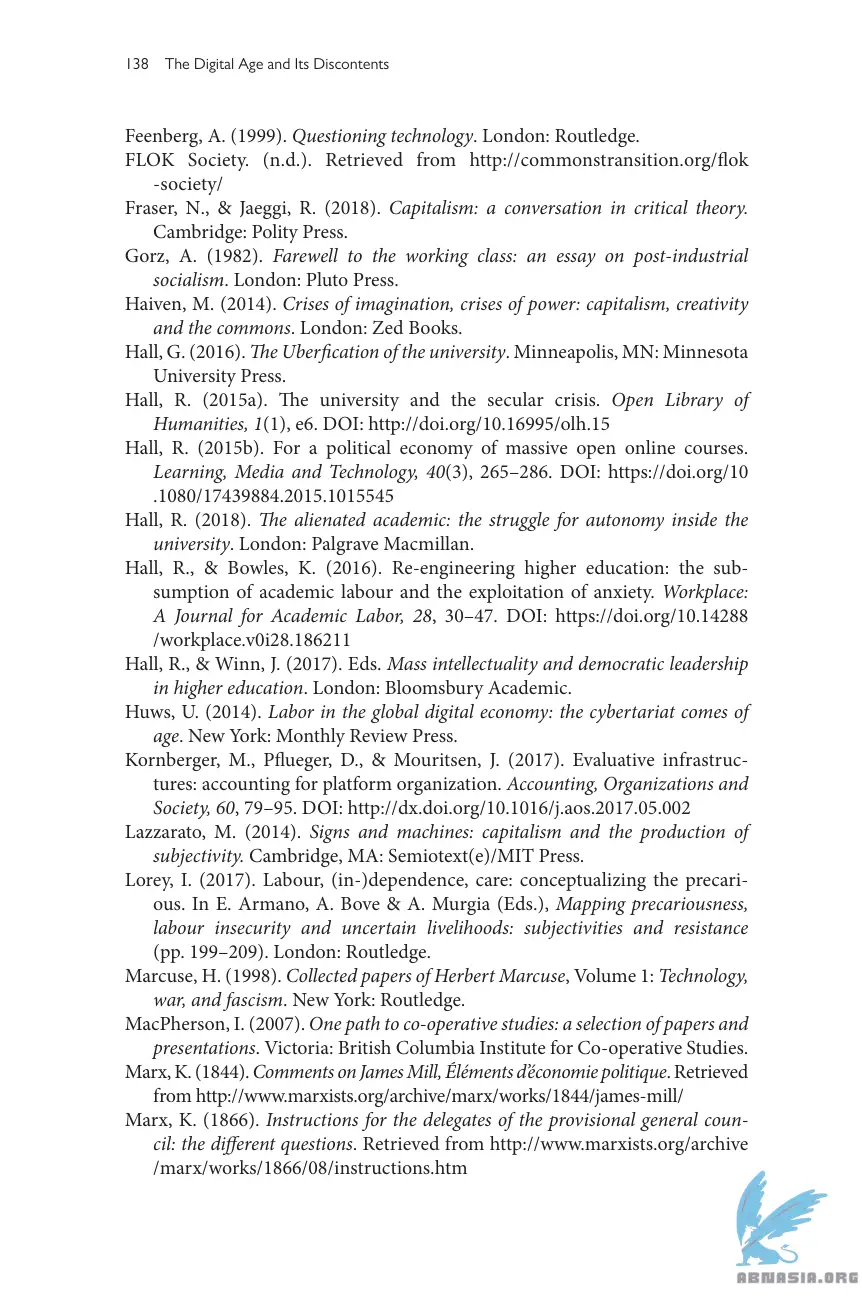 138 The Digital Age and Its Discontents
Feenberg, A. (1999). Questioning technology. London: Routledge.
FLOK Society. (n.d.). Retrieved from http://commonstransition.org/flok
-society/
Fraser, N., & Jaeggi, R. (2018). Capitalism: a conversation in critical theory.
Cambridge: Polity Press.
Gorz, A. (1982). Farewell to the working class: an essay on post-industrial
socialism. London: Pluto Press.
Haiven, M. (2014). Crises of imagination, crises of power: capitalism, creativity
and the commons. London: Zed Books.
Hall, G. (2016). The Uberfication of the university. Minneapolis, MN: Minnesota
University Press.
Hall, R. (2015a). The university and the secular crisis. Open Library of
Humanities, 1(1), e6. DOI: http://doi.org/10.16995/olh.15
Hall, R. (2015b). For a political economy of massive open online courses.
Learning, Media and Technology, 40(3), 265–286. DOI: https://doi.org/10
.1080/17439884.2015.1015545
Hall, R. (2018). The alienated academic: the struggle for autonomy inside the
university. London: Palgrave Macmillan.
Hall, R., & Bowles, K. (2016). Re-engineering higher education: the sub-
sumption of academic labour and the exploitation of anxiety. Workplace:
A Journal for Academic Labor, 28, 30–47. DOI: https://doi.org/10.14288
/workplace.v0i28.186211
Hall, R., & Winn, J. (2017). Eds. Mass intellectuality and democratic leadership
in higher education. London: Bloomsbury Academic.
Huws, U. (2014). Labor in the global digital economy: the cybertariat comes of
age. New York: Monthly Review Press.
Kornberger, M., Pflueger, D., & Mouritsen, J. (2017). Evaluative infrastruc-
tures: accounting for platform organization. Accounting, Organizations and
Society, 60, 79–95. DOI: http://dx.doi.org/10.1016/j.aos.2017.05.002
Lazzarato, M. (2014). Signs and machines: capitalism and the production of
subjectivity. Cambridge, MA: Semiotext(e)/MIT Press.
Lorey, I. (2017). Labour, (in-)dependence, care: conceptualizing the precari-
ous. In E. Armano, A. Bove & A. Murgia (Eds.), Mapping precariousness,
labour insecurity and uncertain livelihoods: subjectivities and resistance
(pp. 199–209). London: Routledge.
Marcuse, H. (1998). Collected papers of Herbert Marcuse, Volume 1: Technology,
war, and fascism. New York: Routledge.
MacPherson, I. (2007). One path to co-operative studies: a selection of papers and
presentations. Victoria: British Columbia Institute for Co-operative Studies.
Marx, K. (1844). Comments on James Mill, Éléments d’économie politique. Retrieved
from http://www.marxists.org/archive/marx/works/1844/james-mill/
Marx, K. (1866). Instructions for the delegates of the provisional general coun-
cil: the different questions. Retrieved from http://www.marxists.org/archive
/marx/works/1866/08/instructions.htm
ABNASIA.ORG